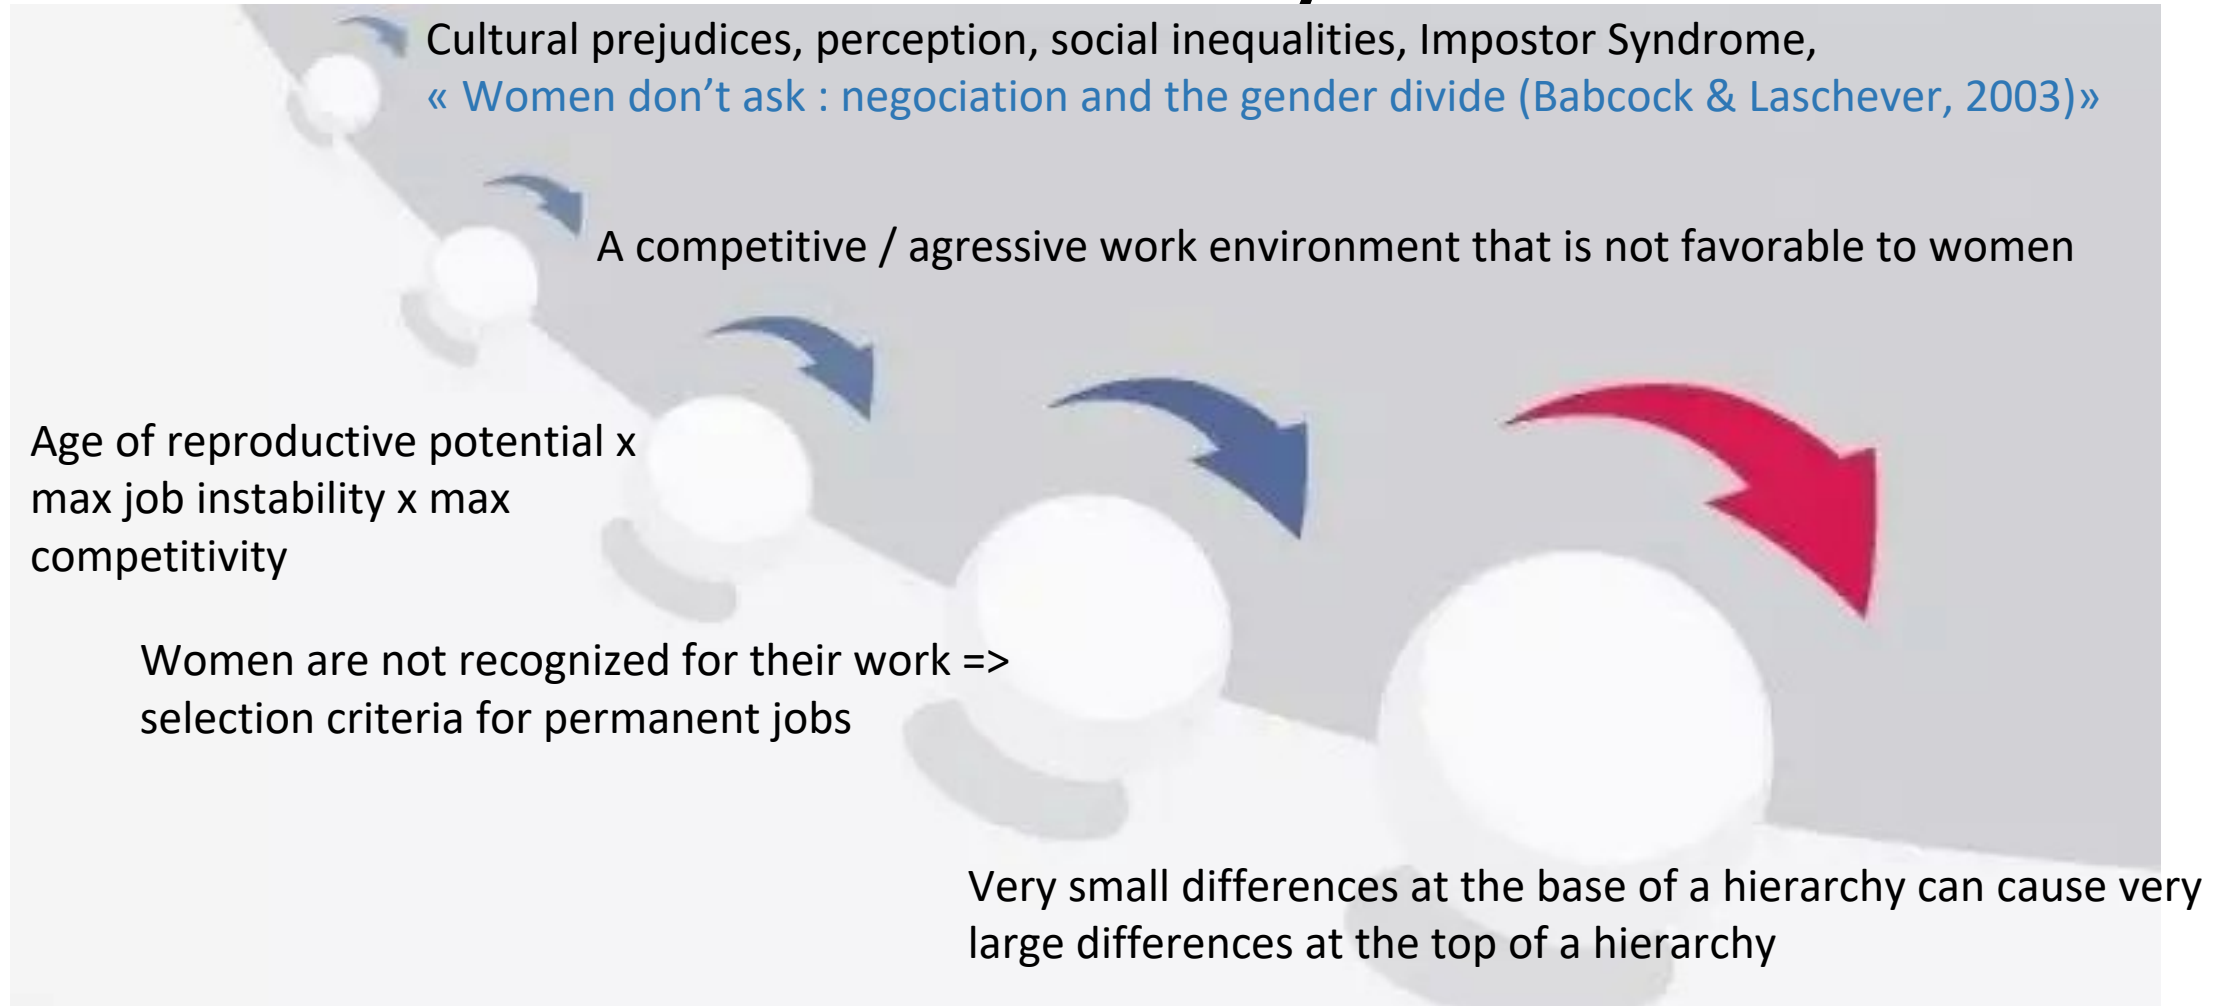 Cultural prejudices, perception, social inequalities, Impostor Syndrome,
« Women don’t ask : negociation and the gender divide (Babcock & Laschever, 2003)»
A competitive / agressive work environment that is not favorable to women
Age of reproductive potential x
max job instability x max
competitivity
Women are not recognized for their work =>
selection criteria for permanent jobs
Very small differences at the base of a hierarchy can cause very
large differences at the top of a hierarchy